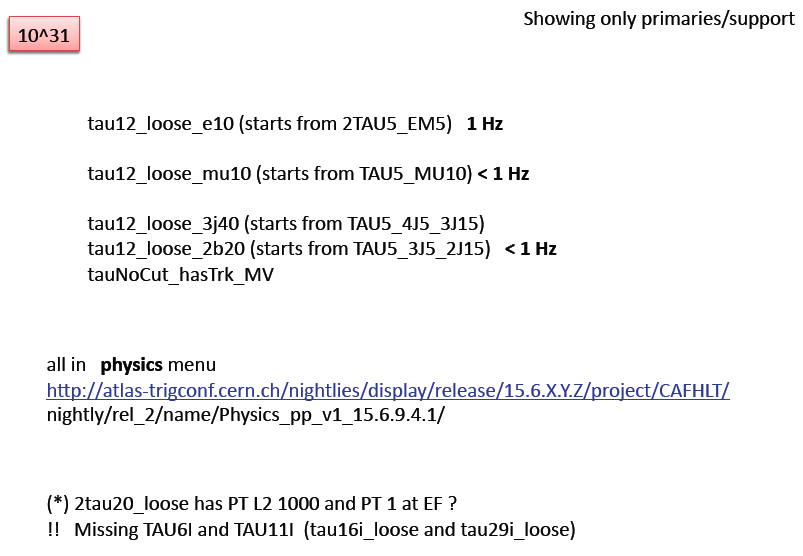 Showing only primaries/support
10^31
tau12_loose_e10 (starts from 2TAU5_EM5) 1 Hz
tau12_loose_mu10 (starts from TAU5_MU10) < 1 Hz
tau12_loose_3j40 (starts from TAU5_4J5_3J15)
tau12_loose_2b20 (starts from TAU5_3J5_2J15) < 1 Hz
tauNoCut_hasTrk_MV
all in physics menu
http://atlas-trigconf.cern.ch/nightlies/display/release/15.6.X.Y.Z/project/CAFHLT/
nightly/rel_2/name/Physics_pp_v1_15.6.9.4.1/
(*) 2tau20_loose has PT L2 1000 and PT 1 at EF ?
!! Missing TAU6I and TAU11I (tau16i_loose and tau29i_loose)